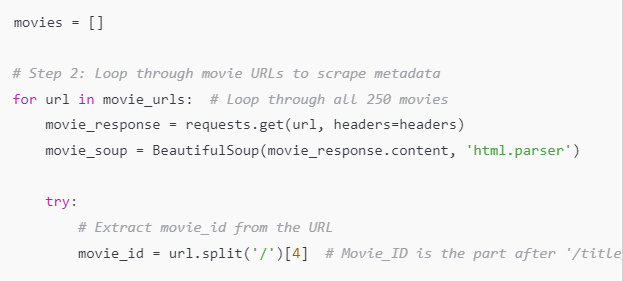 movies = []
# Step 2: Loop through movie URLs to scrape metadata
for url in movie_urls:  # Loop through all 250 movies
    movie_response = requests.get(url, headers=headers)
    movie_soup = BeautifulSoup(movie_response.content, 'html.parser')
    try:
        # Extract movie_id from the URL
        movie_id = url.split('/')[4]  # Movie_ID is the part after '/title